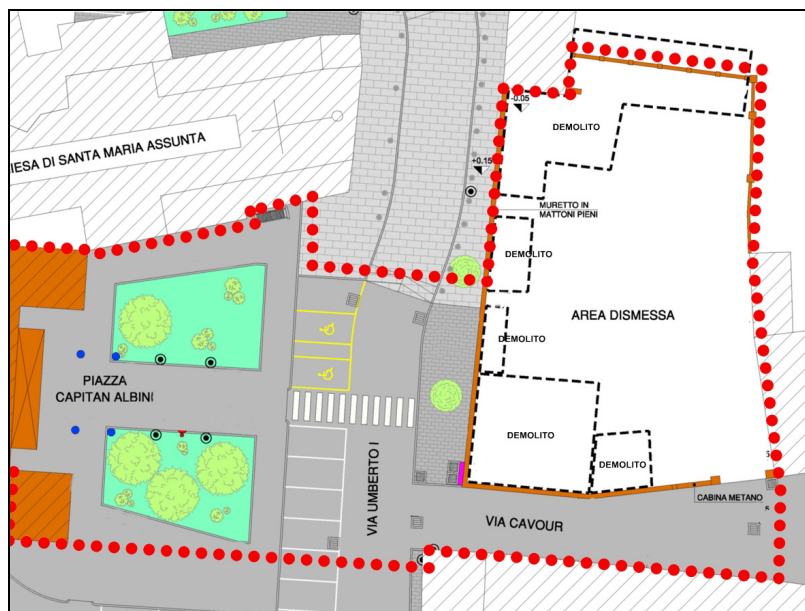 -0.05
DEMOLITO
IESA DI SANTA MARIA ASSUNTA
+0.15
MURETTO IN
MATTONI PIENI
DEMOLITO
AREA DISMESSA
DEMOLITO
PIAZZA
CAPITAN ALBINI
DEMOLITO
DEMOLITO
VIA UMBERTO I
CABINA METANO
VIA CAVOUR